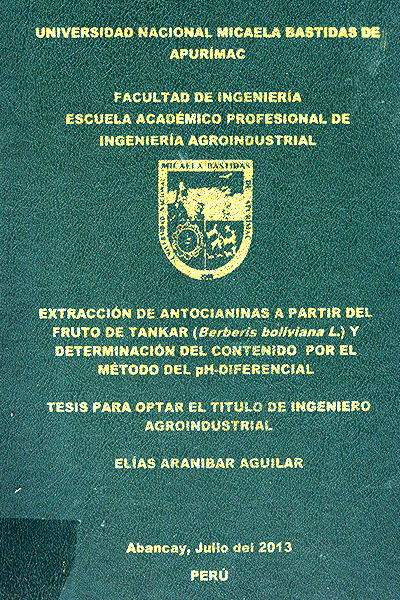 UNIVERSIDAD NACIONAL MICAELA BASTIDAS DE
APURÍMAC
FACULTAD DE INGENIERÍA
ESCUELA ACADÉMICO PROFESIONAL DE
INGENIERÍA AGROINDUSTRIAL
MICAELA BASTIDAS
EXTRACCIÓN DE ANTOCIANINAS A PARTIR DEL
FRUTO DE TANKAR (Berberis boliviana L.) Y
DETERMINACIÓN DEL CONTENIDO POR EL
MÉTODO DEL pH-DIFERENCIAL
TESIS PARA OPTAR EL TITULO DE INGENIERO
AGROINDUSTRIAL
ELÍAS ARANIBAR AGUILAR
Abancay, Julio del 2013
PERÚ